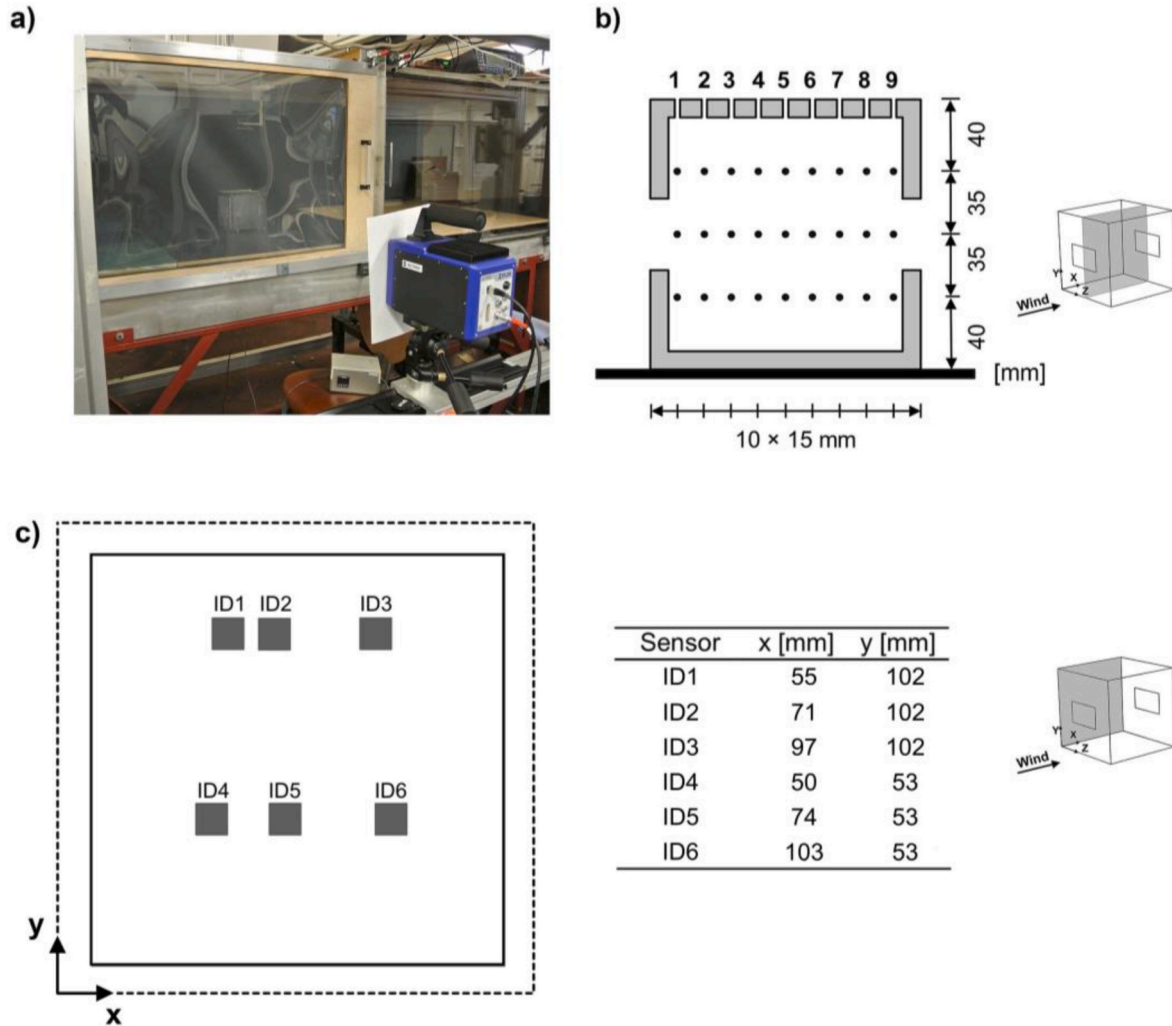 a)
b)
1 2 3 4 5 6 7 8 9
40
35
35
40
[mm]
10 × 15 mm
Y
X
Z
Wind
c)
ID1 ID2 ID3
ID4 ID5 ID6
y
x
Sensor x [mm] y [mm]
ID1 55 102
ID2 71 102
ID3 97 102
ID4 50 53
ID5 74 53
ID6 103 53
Y
X
Z
Wind